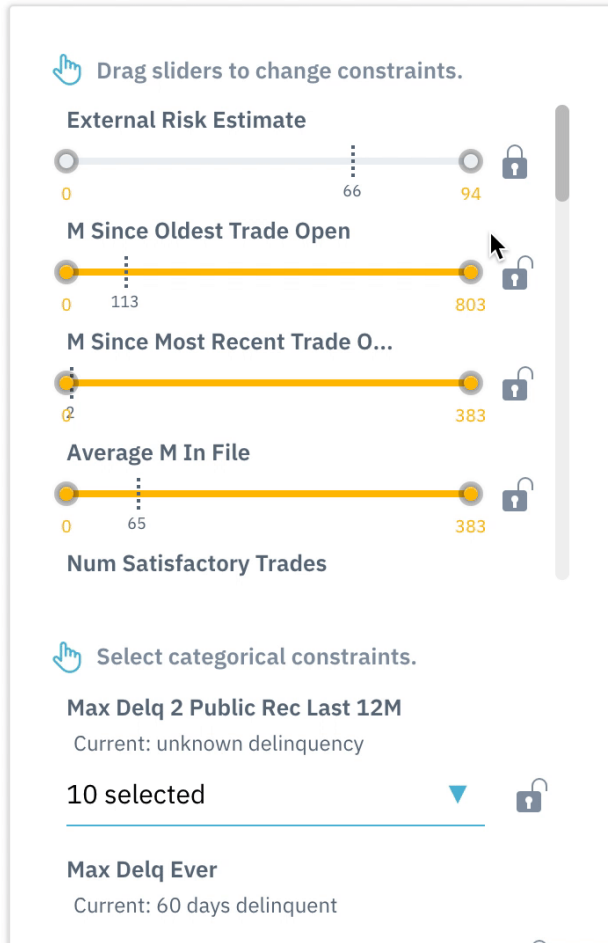 Drag sliders to change constraints.
External Risk Estimate
66
0 94
M Since Oldest Trade Open
113
0 803
M Since Most Recent Trade O...
2
0 383
Average M In File
65
0 383
Num Satisfactory Trades
Select categorical constraints.
Max Delq 2 Public Rec Last 12M
Current: unknown delinquency
10 selected
Max Delq Ever
Current: 60 days delinquent